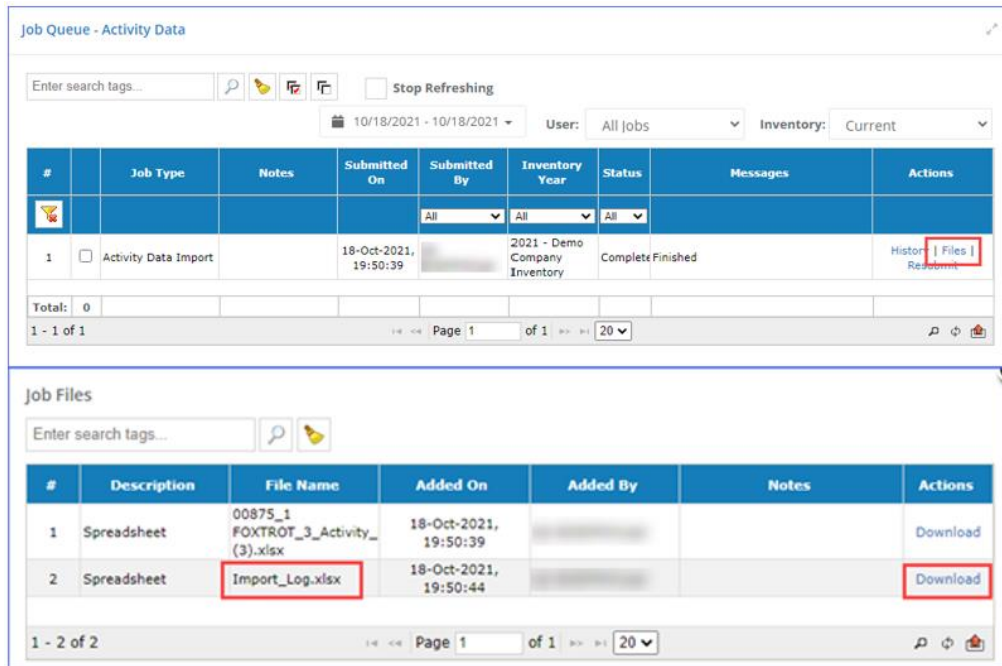 Job Queue - Activity Data
Enter search tags...
Stop Refreshing
10/18/2021 - 10/18/2021
User:
All Jobs
Inventory:
Current
#
Job Type
Notes
Submitted
On
Submitted
By
Inventory
Year
Status
Messages
Actions
All
All
All
1
Activity Data Import
18-Oct-2021,
19:50:39
2021 - Demo
Company
Inventory
Complete
Finished
History | Files |
Resubmit
Total:
0
1 - 1 of 1
Page 1 of 1
20
Job Files
Enter search tags...
#
Description
File Name
Added On
Added By
Notes
Actions
1
Spreadsheet
00875_1
FOXTROT_3_Activity_
(3).xlsx
18-Oct-2021,
19:50:39
Download
2
Spreadsheet
Import_Log.xlsx
18-Oct-2021,
19:50:44
Download
1 - 2 of 2
Page 1 of 1
20